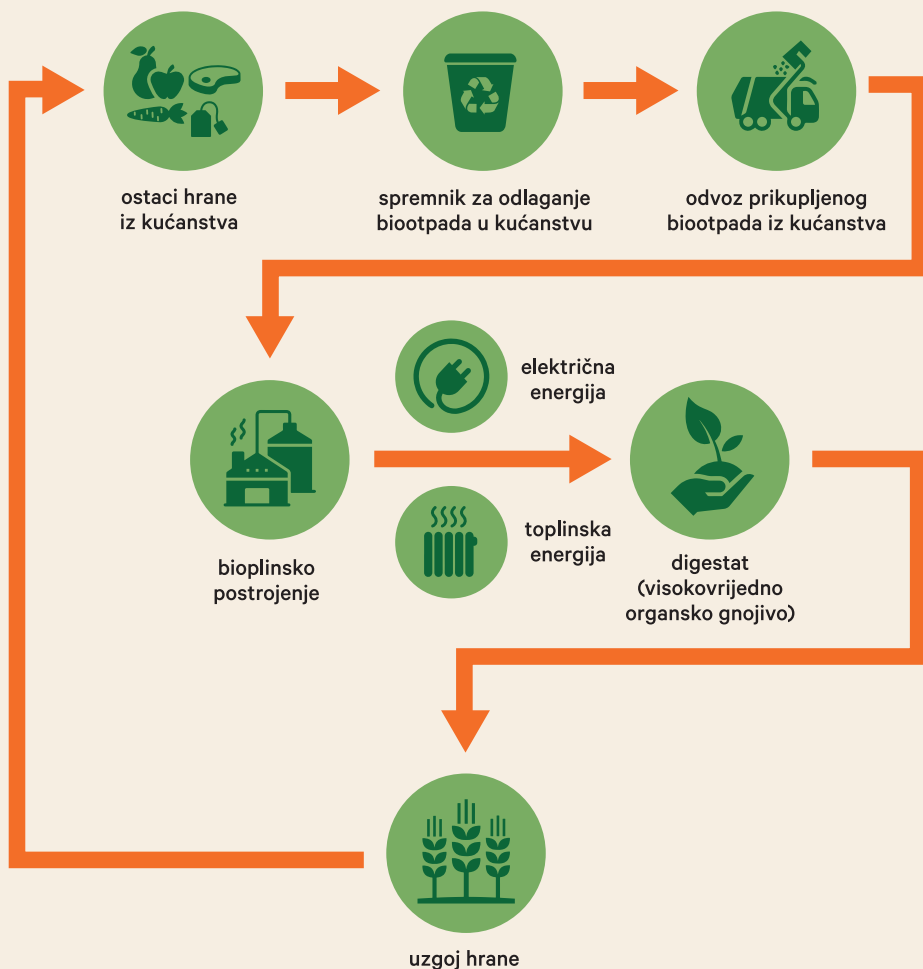 ostaci hrane
iz kućanstva
spremnik za odlaganje
biootpada u kućanstvu
odvoz prikupljenog
biootpada iz kućanstva
električna
energija
bioplinsko
postrojenje
toplinska
energija
digestat
(visokovrijedno
organsko gnojivo)
uzgoj hrane